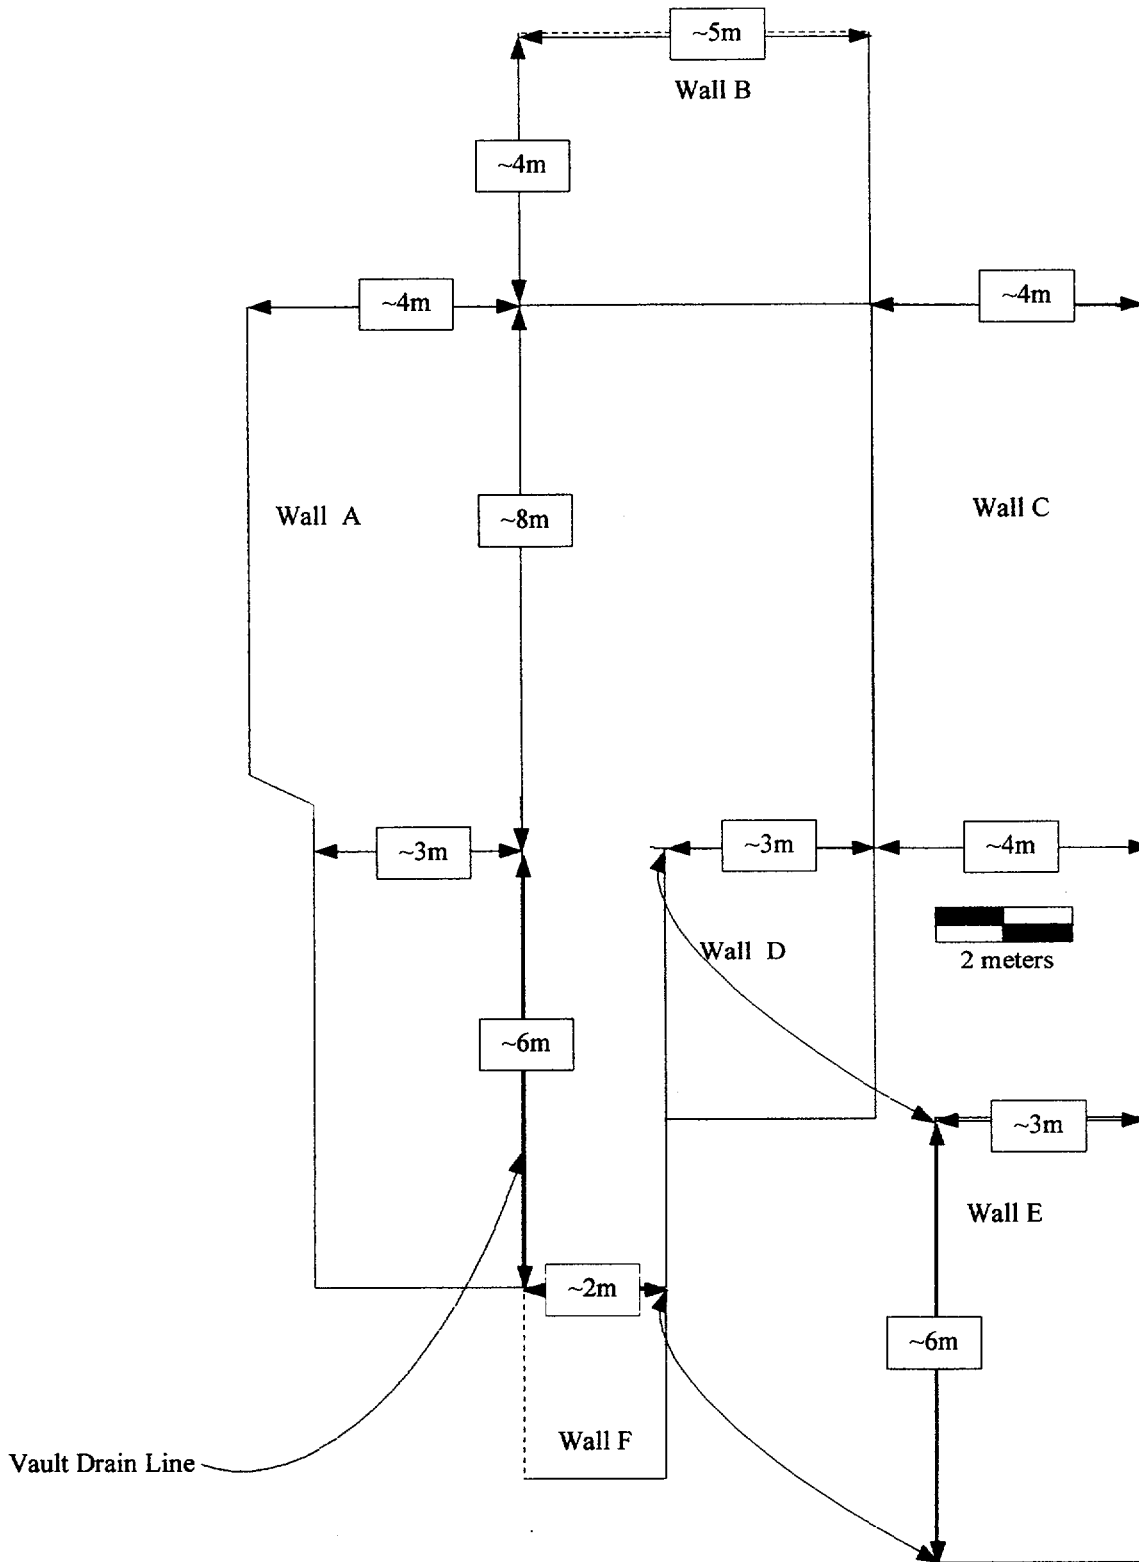 ~5m
Wall B
~4m
~4m
~4m
Wall A
~8m
Wall C
~3m
~3m
~4m
Wall D
2 meters
~6m
~3m
Wall E
~2m
~6m
Wall F
Vault Drain Line